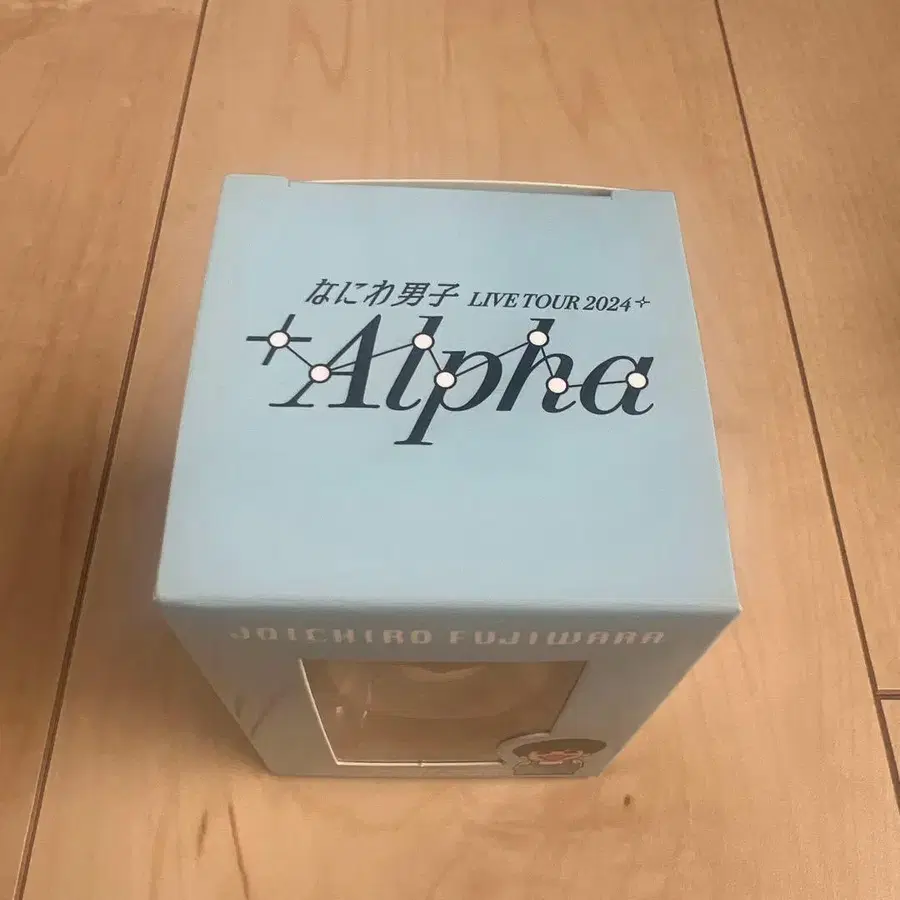 なにわ男子 LIVE TOUR 2024
+Alpha
JOICHIRO FUJIWARA